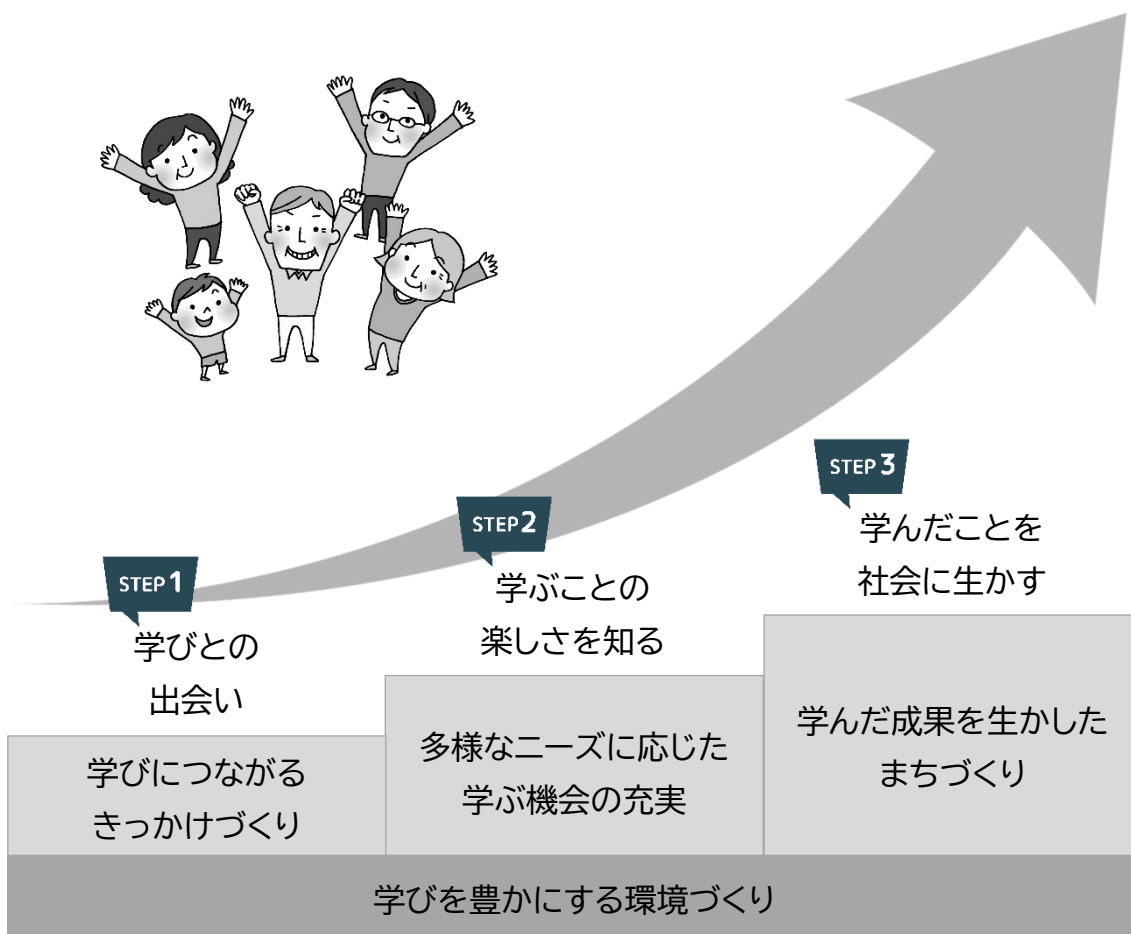 STEP 1
学びとの
出会い
学びにつながる
きっかけづくり
STEP 2
学ぶことの
楽しさを知る
多様なニーズに応じた
学ぶ機会の充実
STEP 3
学んだことを
社会に生かす
学んだ成果を生かした
まちづくり
学びを豊かにする環境づくり